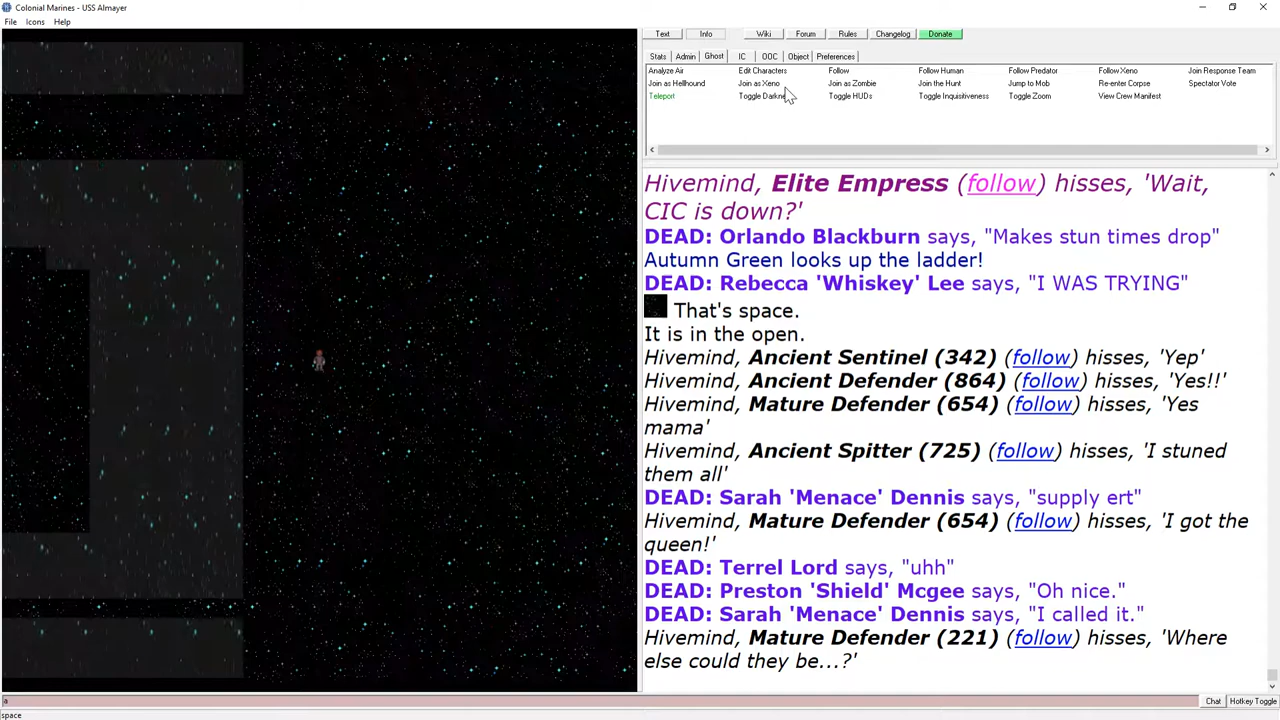 Colonial Marines - USS Almayer
File Icons Help
Text Info Wiki Forum Rules Changelog Donate
Stats Admin Ghost IC OOC Object Preferences
Analyze Air Edit Characters Follow Follow Human Follow Predator Follow Xeno Join Response Team
Join as Hellhound Join as Xeno Join as Zombie Join the Hunt Jump to Mob Re-enter Corpse Spectator Vote
Teleport Toggle Darkne Toggle HUDs Toggle Inquisitiveness Toggle Zoom View Crew Manifest
Hivemind, Elite Empress (follow) hisses, 'Wait,
CIC is down?'
DEAD: Orlando Blackburn says, "Makes stun times drop"
Autumn Green looks up the ladder!
DEAD: Rebecca 'Whiskey' Lee says, "I WAS TRYING"
That's space.
It is in the open.
Hivemind, Ancient Sentinel (342) (follow) hisses, 'Yep'
Hivemind, Ancient Defender (864) (follow) hisses, 'Yes!!'
Hivemind, Mature Defender (654) (follow) hisses, 'Yes
mama'
Hivemind, Ancient Spitter (725) (follow) hisses, 'I stuned
them all'
DEAD: Sarah 'Menace' Dennis says, "supply ert"
Hivemind, Mature Defender (654) (follow) hisses, 'I got the
queen!'
DEAD: Terrel Lord says, "uhh"
DEAD: Preston 'Shield' Mcgee says, "Oh nice."
DEAD: Sarah 'Menace' Dennis says, "I called it."
Hivemind, Mature Defender (221) (follow) hisses, 'Where
else could they be...?'
a
Chat Hotkey Toggle
space